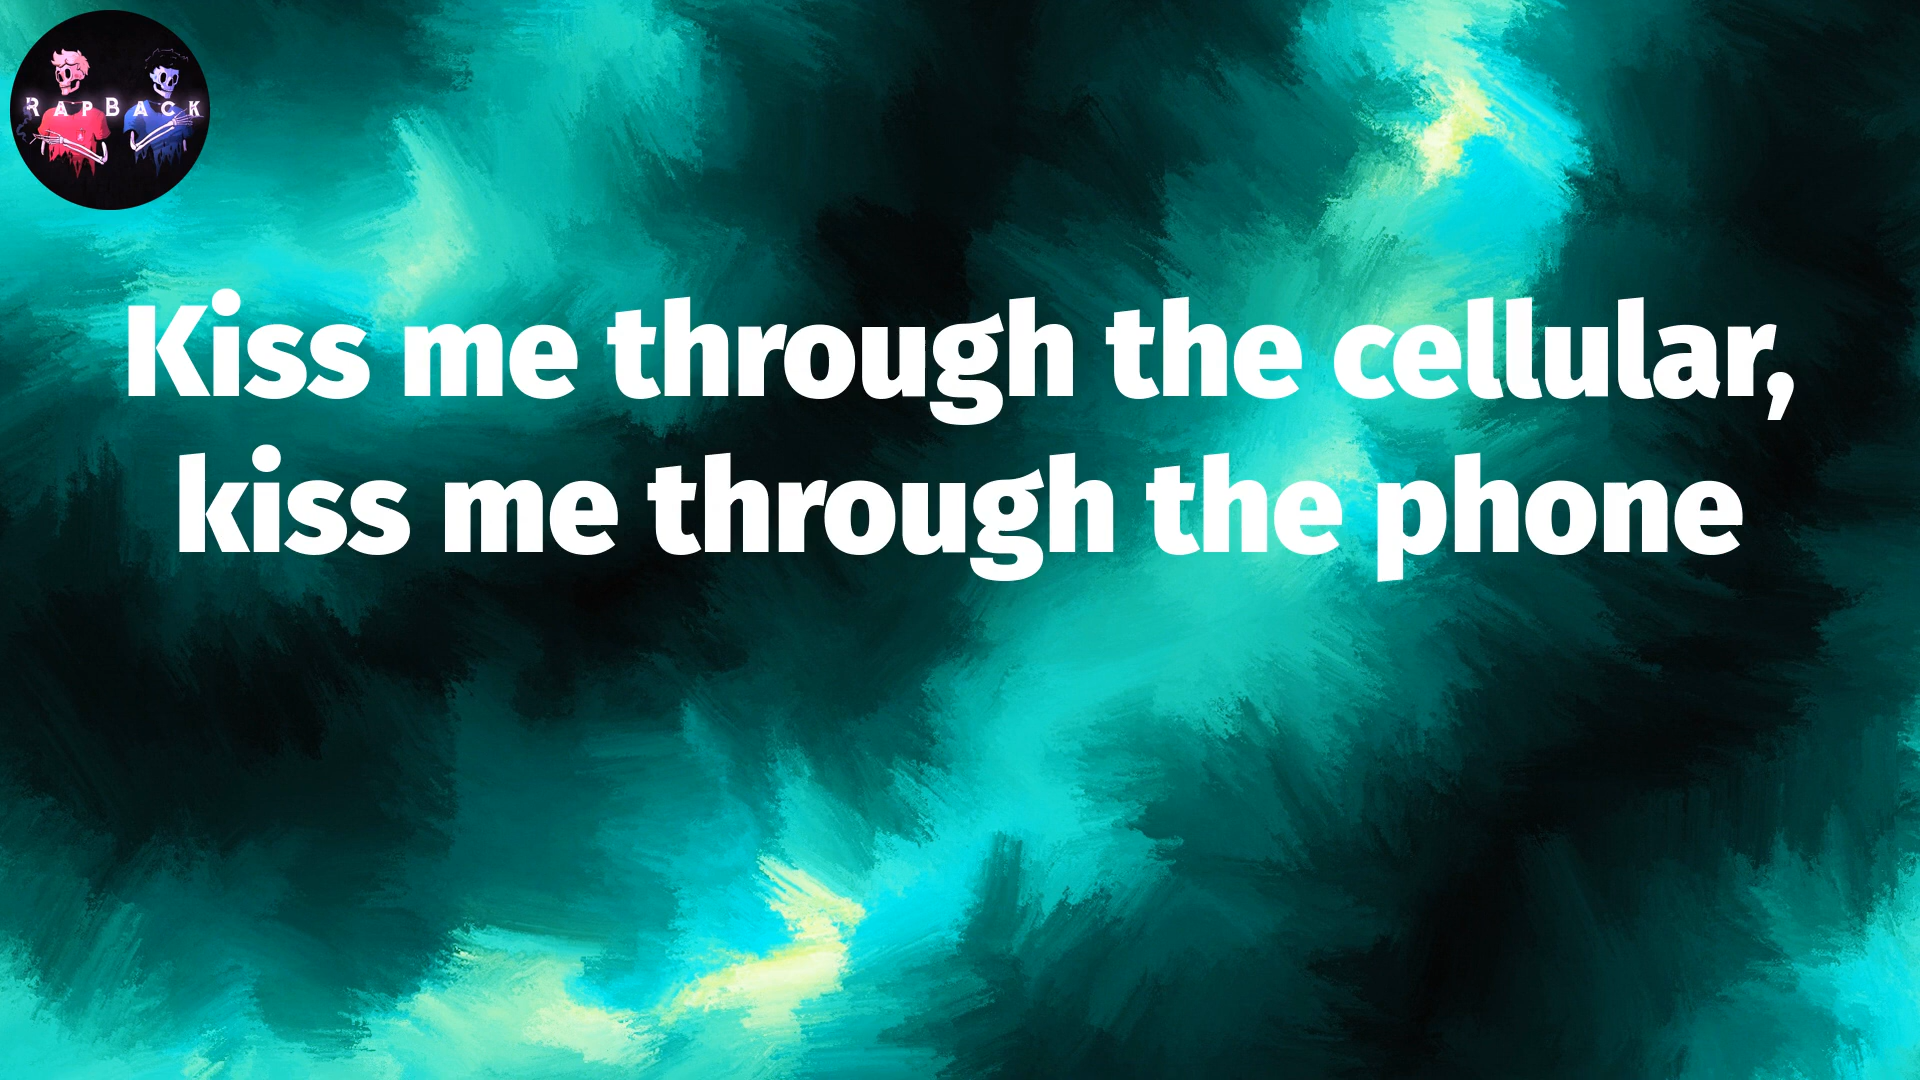 RAPBACK
Kiss me through the cellular,
kiss me through the phone